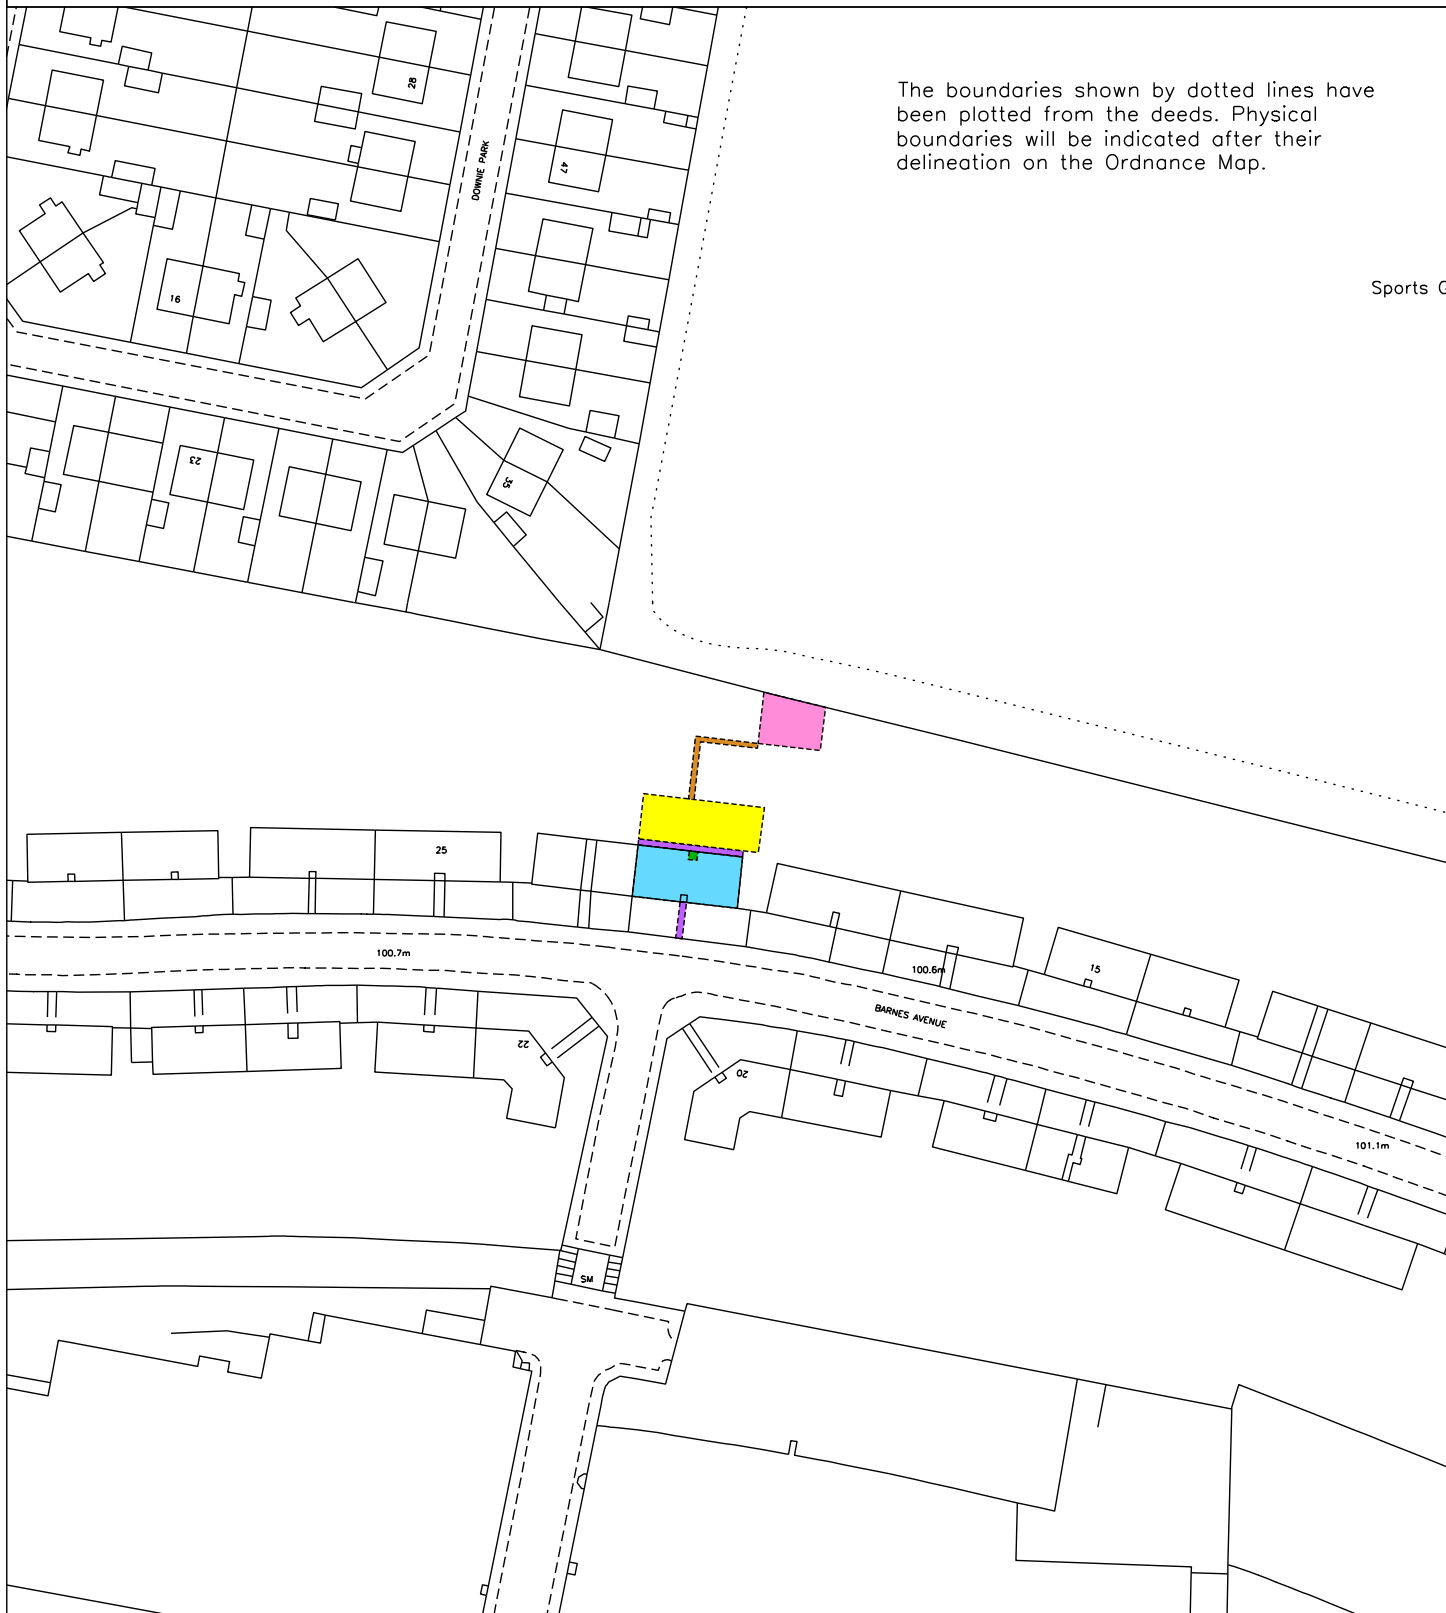 28
The boundaries shown by dotted lines have
been plotted from the deeds. Physical
boundaries will be indicated after their
delineation on the Ordnance Map.
DOWNIE PARK
47
16
Sports G
23
35
25
100.7m
100.6m
15
BARNES AVENUE
22
20
101.1m
SM